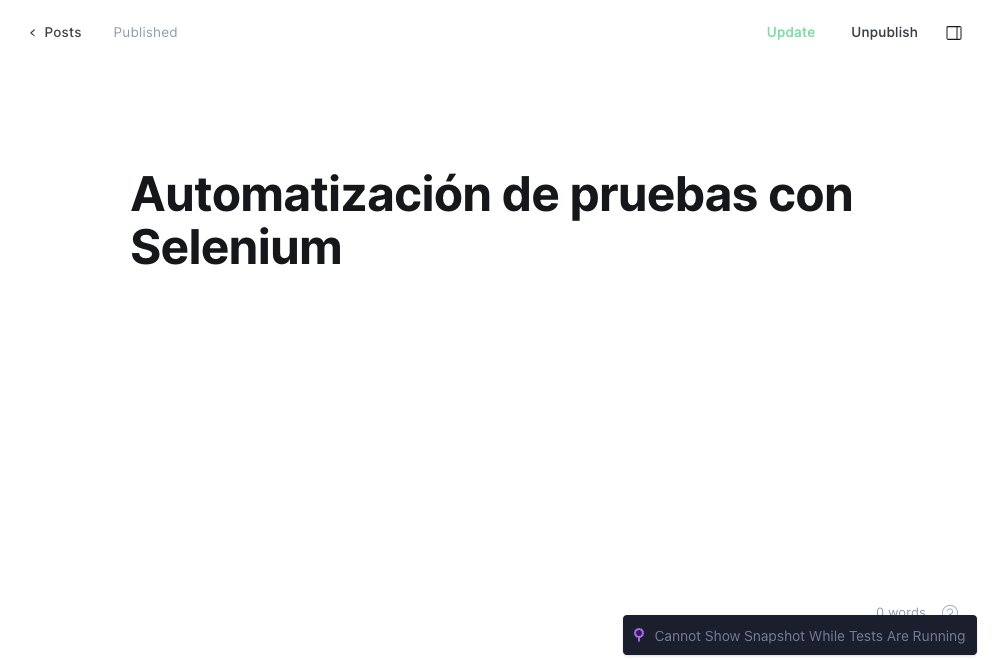 Posts Published Update Unpublish
Automatización de pruebas con
Selenium
0 words ?
Cannot Show Snapshot While Tests Are Running